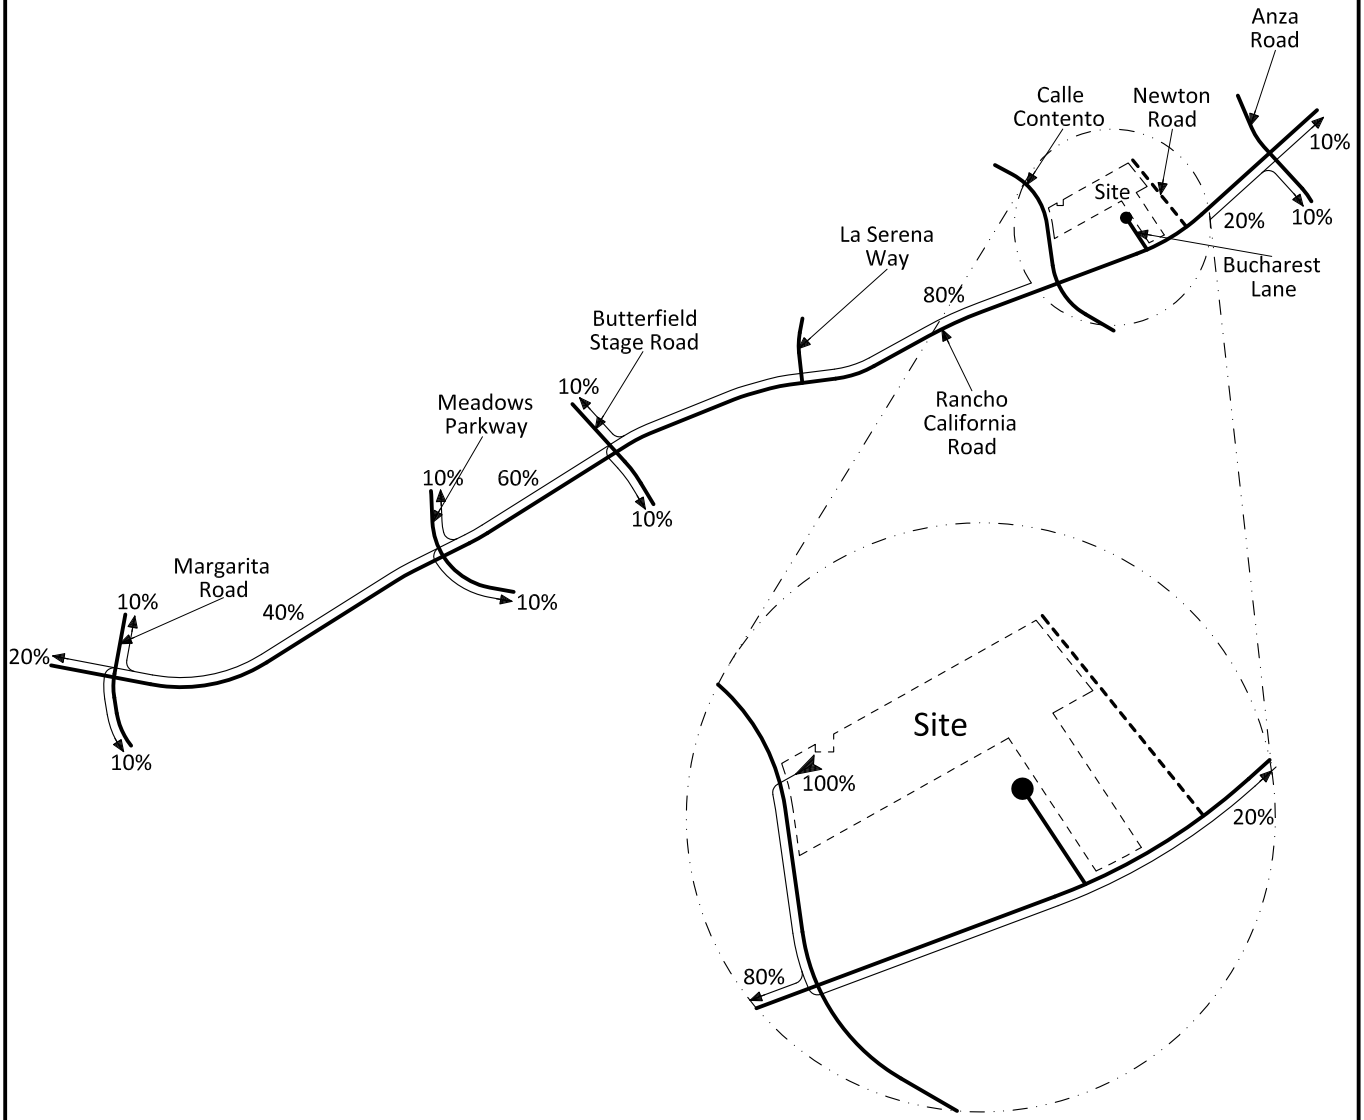 Anza
Road
Calle
Contento
Newton
Road
10%
Site
10%
20%
La Serena
Way
Bucharest
Lane
80%
Butterfield
Stage Road
10%
Meadows
Parkway
Rancho
California
Road
10%
60%
10%
Margarita
Road
10%
40%
10%
20%
10%
Site
100%
20%
80%